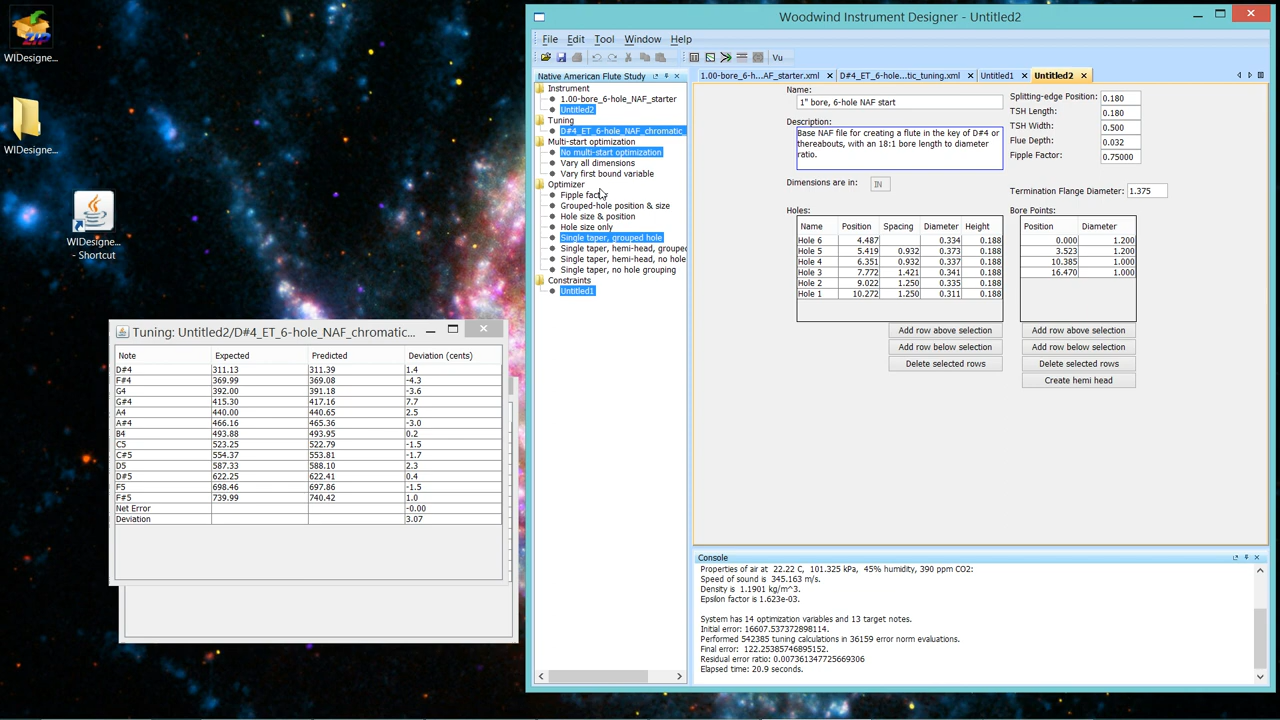 ZIP
WIDesigne...
WIDesigne...
WIDesigne...
- Shortcut
Woodwind Instrument Designer - Untitled2
File Edit Tool Window Help
Vu
Native American Flute Study
Instrument
1.00-bore_6-hole_NAF_starter
Untitled2
Tuning
D#4_ET_6-hole_NAF_chromatic_
Multi-start optimization
No multi-start optimization
Vary all dimensions
Vary first bound variable
Optimizer
Fipple factor
Grouped-hole position & size
Hole size & position
Hole size only
Single taper, grouped hole
Single taper, hemi-head, grouped
Single taper, hemi-head, no hole
Single taper, no hole grouping
Constraints
Untitled1
1.00-bore_6-h...AF_starter.xml D#4_ET_6-hole...tic_tuning.xml Untitled1 Untitled2
Name:
1" bore, 6-hole NAF start
Description:
Base NAF file for creating a flute in the key of D#4 or
thereabouts, with an 18:1 bore length to diameter
ratio.
Dimensions are in: IN
Splitting-edge Position: 0.180
TSH Length: 0.180
TSH Width: 0.500
Flue Depth: 0.032
Fipple Factor: 0.75000
Termination Flange Diameter: 1.375
Holes:
Name Position Spacing Diameter Height
Hole 6 4.487 0.334 0.188
Hole 5 5.419 0.932 0.373 0.188
Hole 4 6.351 0.932 0.337 0.188
Hole 3 7.772 1.421 0.341 0.188
Hole 2 9.022 1.250 0.335 0.188
Hole 1 10.272 1.250 0.311 0.188
Add row above selection
Add row below selection
Delete selected rows
Bore Points:
Position Diameter
0.000 1.200
3.523 1.200
10.385 1.000
16.470 1.000
Add row above selection
Add row below selection
Delete selected rows
Create hemi head
Tuning: Untitled2/D#4_ET_6-hole_NAF_chromatic...
Note Expected Predicted Deviation (cents)
D#4 311.13 311.39 1.4
F#4 369.99 369.08 -4.3
G4 392.00 391.18 -3.6
G#4 415.30 417.16 7.7
A4 440.00 440.65 2.5
A#4 466.16 465.36 -3.0
B4 493.88 493.95 0.2
C5 523.25 522.79 -1.5
C#5 554.37 553.81 -1.7
D5 587.33 588.10 2.3
D#5 622.25 622.41 0.4
F5 698.46 697.86 -1.5
F#5 739.99 740.42 1.0
Net Error -0.00
Deviation 3.07
Console
Properties of air at 22.22 C, 101.325 kPa, 45% humidity, 390 ppm CO2:
Speed of sound is 345.163 m/s.
Density is 1.1901 kg/m^3.
Epsilon factor is 1.623e-03.
System has 14 optimization variables and 13 target notes.
Initial error: 16607.537372898114.
Performed 542385 tuning calculations in 36159 error norm evaluations.
Final error: 122.25385746895152.
Residual error ratio: 0.007361347725669306
Elapsed time: 20.9 seconds.